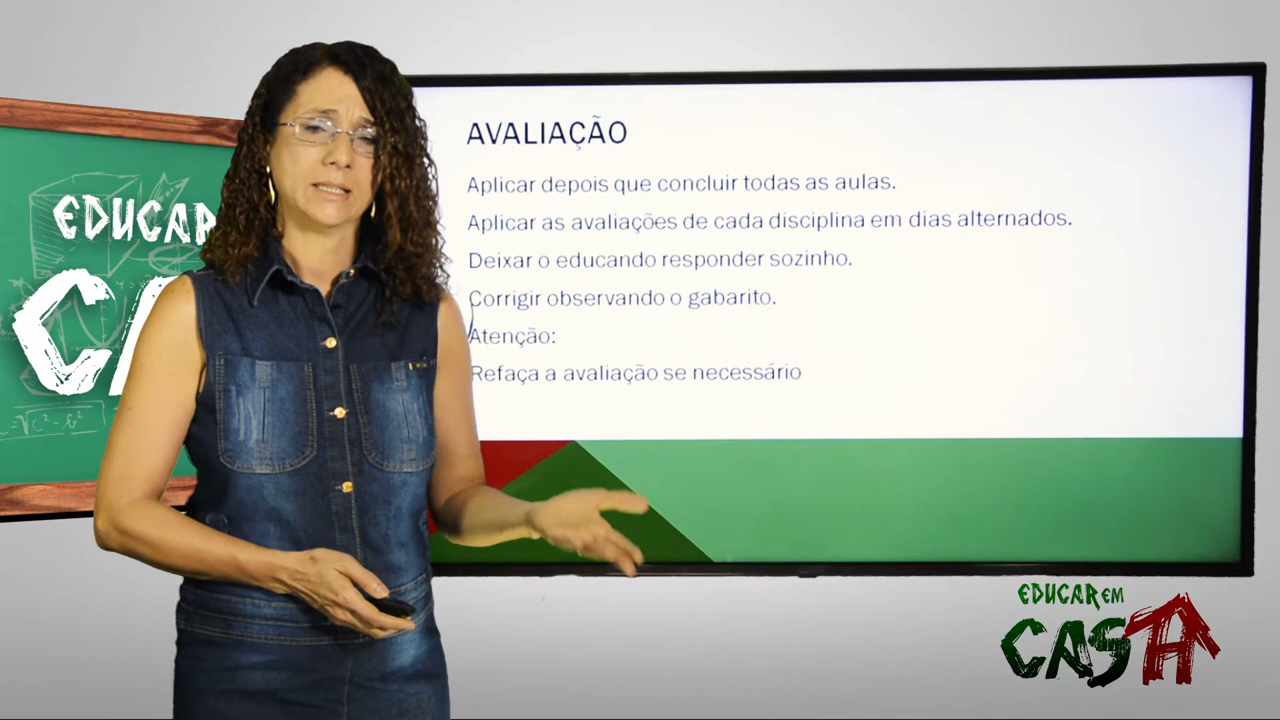 EDUCAR
CA
AVALIAÇÃO
Aplicar depois que concluir todas as aulas.
Aplicar as avaliações de cada disciplina em dias alternados.
Deixar o educando responder sozinho.
Corrigir observando o gabarito.
Atenção:
Refaça a avaliação se necessário
EDUCAR EM
CASA